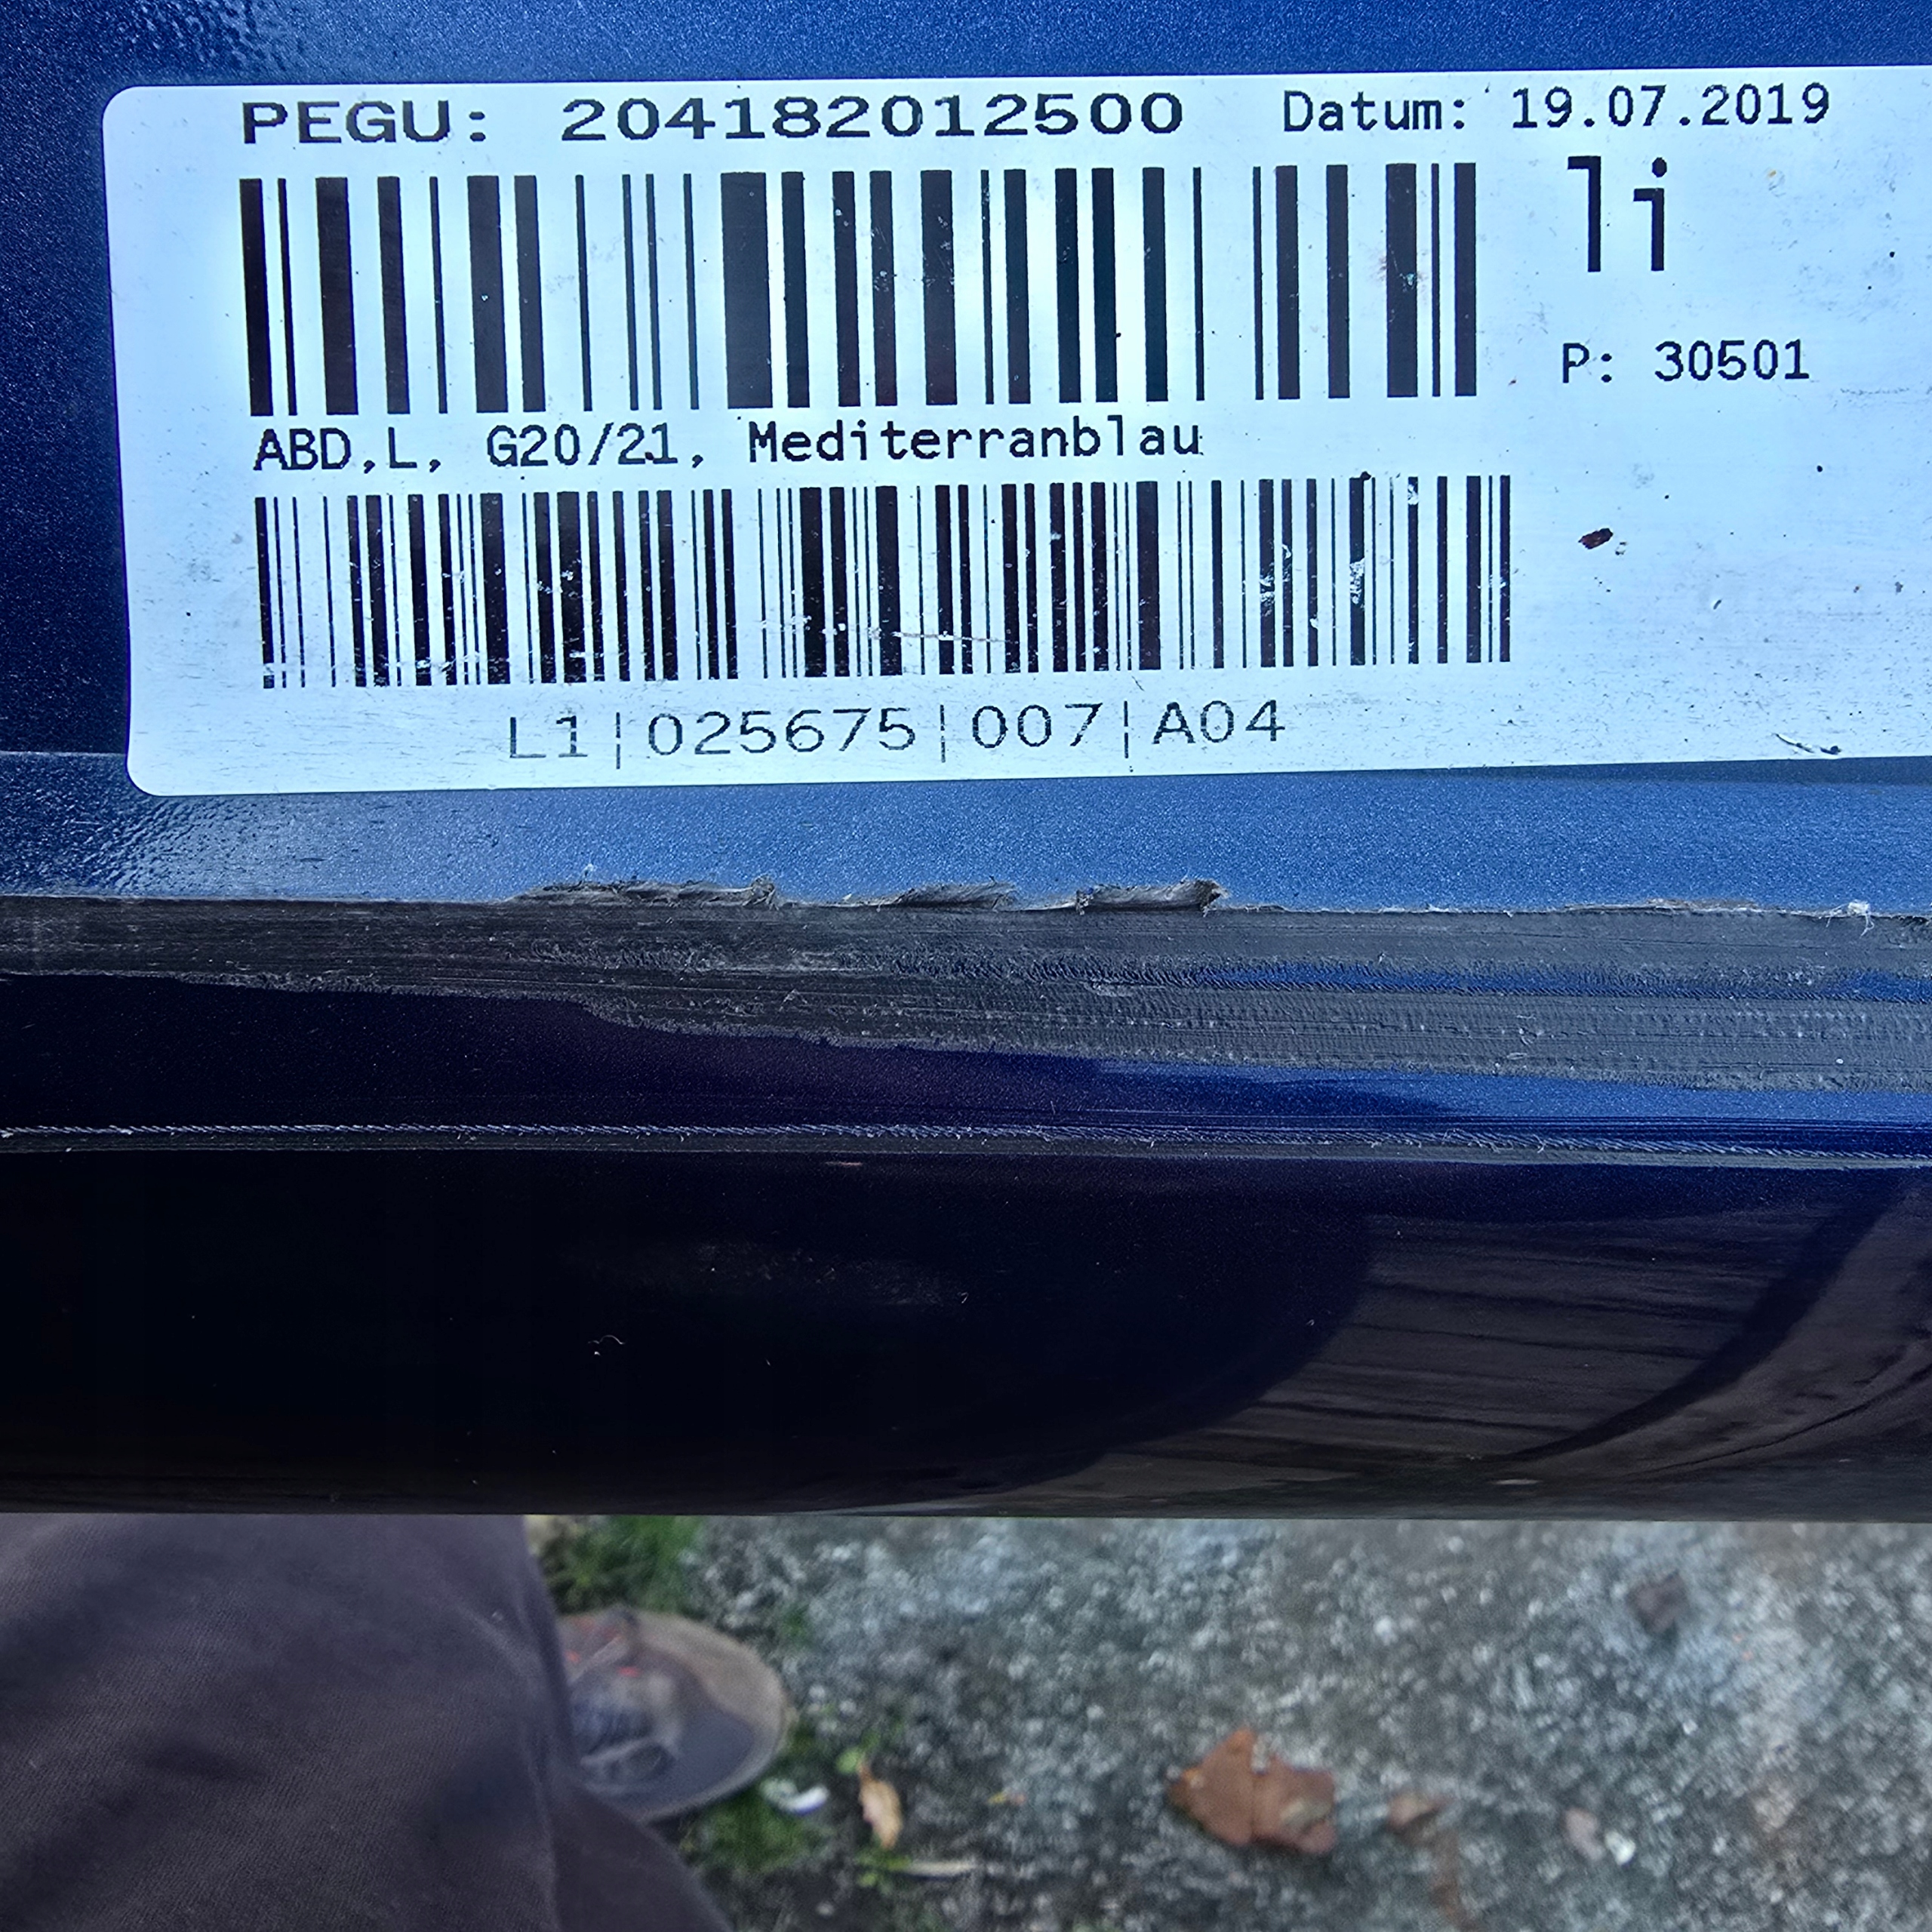 PEGU: 204182012500 Datum: 19.07.2019
li
P: 30501
ABD,L, G20/21, Mediterranblau
L1|025675|007|A04